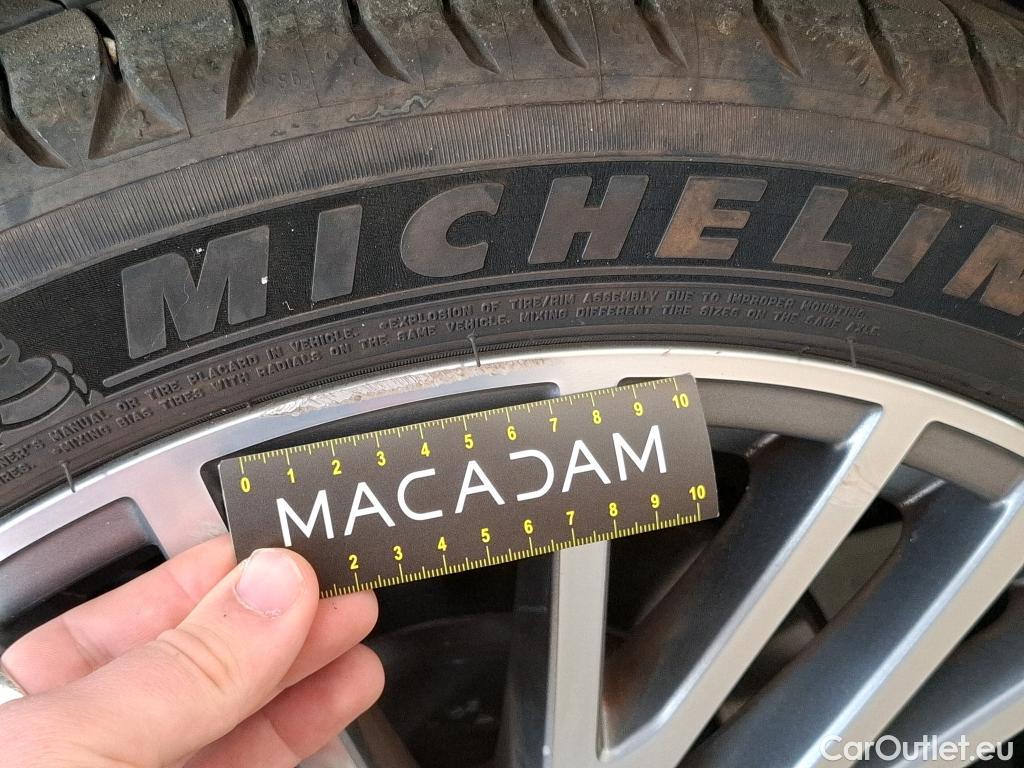 MICHELIN
NER'S MANUAL OR TIRE PLACARD IN VEHICLE. •EXPLOSION OF TIRE/RIM ASSEMBLY DUE TO IMPROPER MOUNTING.
RES. •MIXING BIAS TIRES WITH RADIALS ON THE SAME VEHICLE. MIXING DIFFERENT TIRE SIZES ON THE SAME AXLE.
0 1 2 3 4 5 6 7 8 9 10
MACADAM
2 3 4 5 6 7 8 9 10
CarOutlet.eu